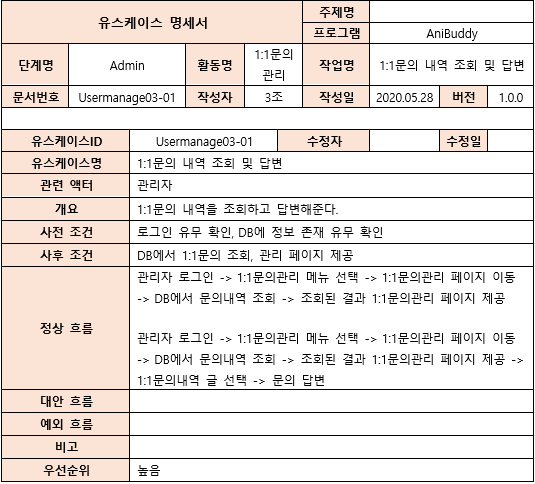 유스케이스 명세서 주제명
프로그램 AniBuddy
단계명 Admin 활동명 1:1문의 관리 작업명 1:1문의 내역 조회 및 답변
문서번호 Usermanage03-01 작성자 3조 작성일 2020.05.28 버전 1.0.0
유스케이스ID Usermanage03-01 수정자 수정일
유스케이스명 1:1문의 내역 조회 및 답변
관련 액터 관리자
개요 1:1문의 내역을 조회하고 답변해준다.
사전 조건 로그인 유무 확인, DB에 정보 존재 유무 확인
사후 조건 DB에서 1:1문의 조회, 관리 페이지 제공
정상 흐름
관리자 로그인 -> 1:1문의관리 메뉴 선택 -> 1:1문의관리 페이지 이동
-> DB에서 문의내역 조회 -> 조회된 결과 1:1문의관리 페이지 제공
관리자 로그인 -> 1:1문의관리 메뉴 선택 -> 1:1문의관리 페이지 이동
-> DB에서 문의내역 조회 -> 조회된 결과 1:1문의관리 페이지 제공 ->
1:1문의내역 글 선택 -> 문의 답변
대안 흐름
예외 흐름
비고
우선순위 높음